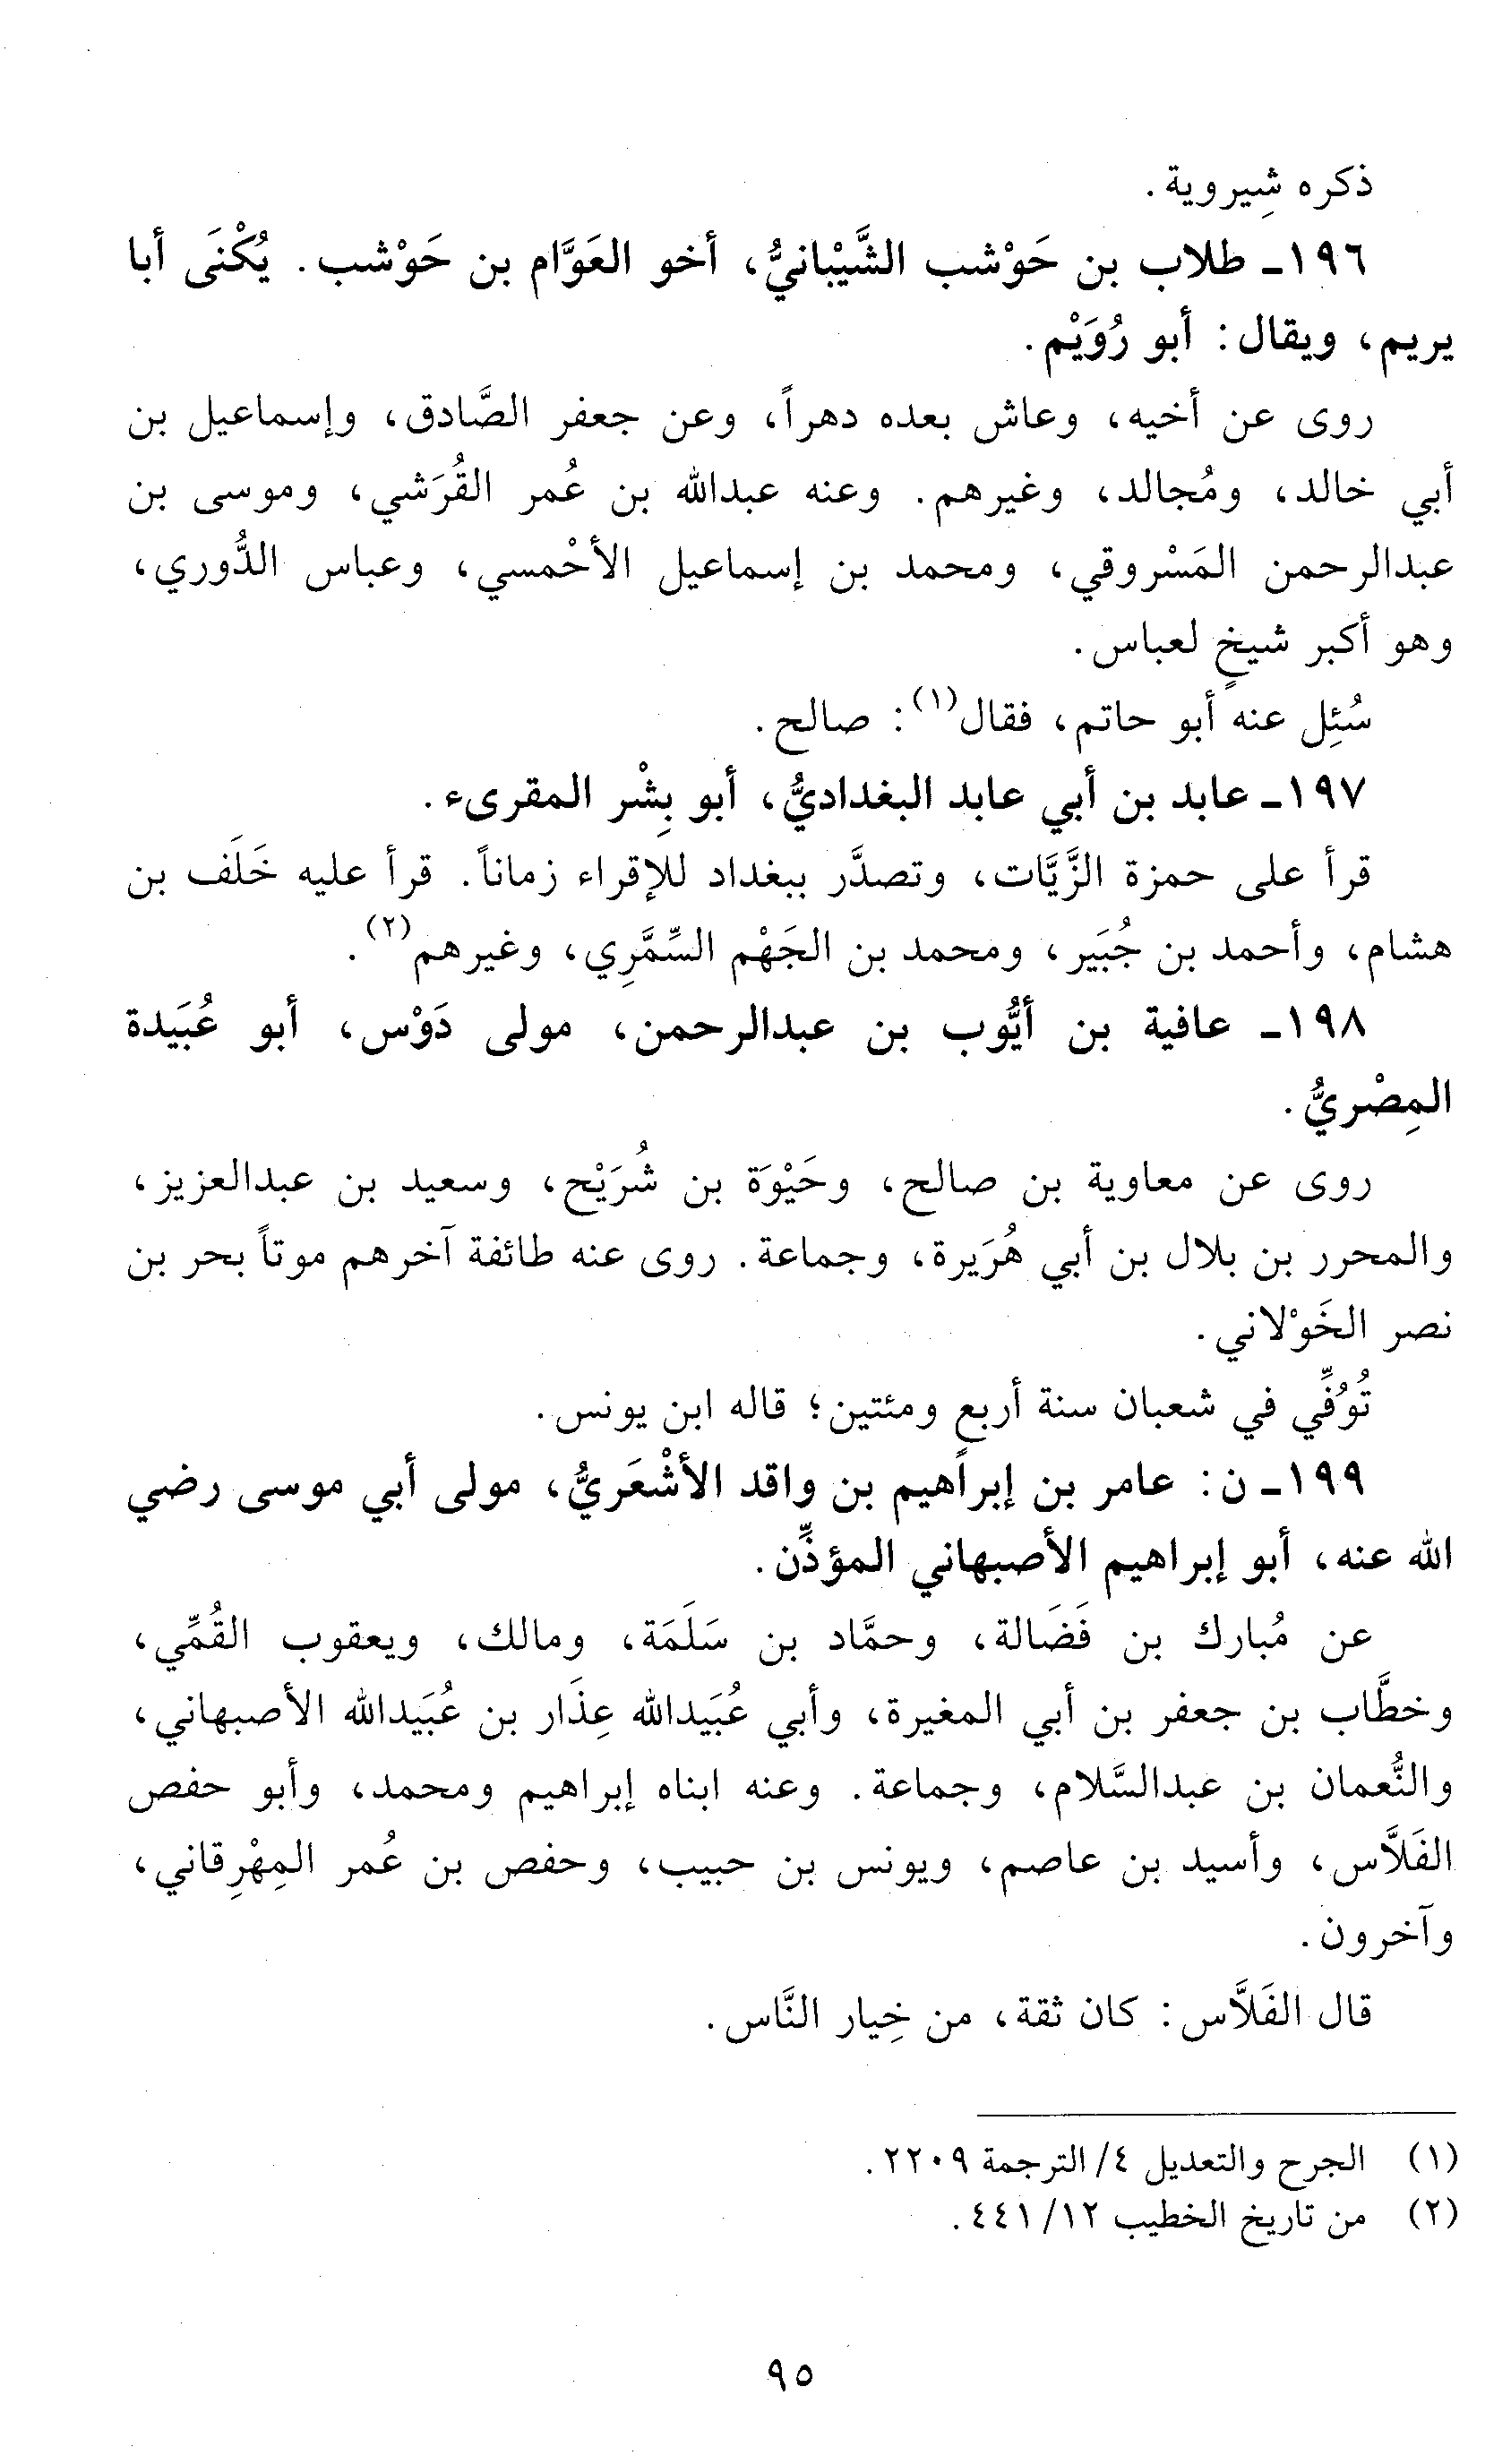 ذكره شِيروية.
١٩٦ـ طلاب بن حَوْشب الشَّيْبانيُّ، أخو العَوَّام بن حَوْشب. يُكْنَى أبا
يريم، ويقال: أبو رُوَيْم.
روى عن أخيه، وعاش بعده دهراً، وعن جعفر الصَّادق، وإسماعيل بن
أبي خالد، ومُجالد، وغيرهم. وعنه عبدالله بن عُمر القُرَشي، وموسى بن
عبدالرحمن المَسْروقي، ومحمد بن إسماعيل الأحْمسي، وعباس الدُّوري،
وهو أكبر شيخٍ لعباس.
سُئِل عنه أبو حاتم، فقال(١): صالح.
١٩٧ـ عابد بن أبي عابد البغداديُّ، أبو بِشْر المقرىء.
قرأ على حمزة الزَّيَّات، وتصدَّر ببغداد للإقراء زماناً. قرأ عليه خَلَف بن
هشام، وأحمد بن جُبَير، ومحمد بن الجَهْم السِّمَّرِي، وغيرهم(٢).
١٩٨ـ عافية بن أيُّوب بن عبدالرحمن، مولى دَوْس، أبو عُبَيدة
المِصْريُّ.
روى عن معاوية بن صالح، وحَيْوَة بن شُرَيْح، وسعيد بن عبدالعزيز،
والمحرر بن بلال بن أبي هُرَيرة، وجماعة. روى عنه طائفة آخرهم موتاً بحر بن
نصر الخَوْلاني.
تُوُفِّي في شعبان سنة أربع ومئتين؛ قاله ابن يونس.
١٩٩ـ ن: عامر بن إبراهيم بن واقد الأشْعَريُّ، مولى أبي موسى رضي
الله عنه، أبو إبراهيم الأصبهاني المؤذِّن.
عن مُبارك بن فَضَالة، وحمَّاد بن سَلَمَة، ومالك، ويعقوب القُمِّي،
وخطَّاب بن جعفر بن أبي المغيرة، وأبي عُبَيدالله عِذَار بن عُبَيدالله الأصبهاني،
والنُّعمان بن عبدالسَّلام، وجماعة. وعنه ابناه إبراهيم ومحمد، وأبو حفص
الفَلاَّس، وأسيد بن عاصم، ويونس بن حبيب، وحفص بن عُمر المِهْرِقاني،
وآخرون.
قال الفَلاَّس: كان ثقة، من خِيار النَّاس.
(١) الجرح والتعديل ٤/ الترجمة ٢٢٠٩.
(٢) من تاريخ الخطيب ١٢/ ٤٤١.
٩٥